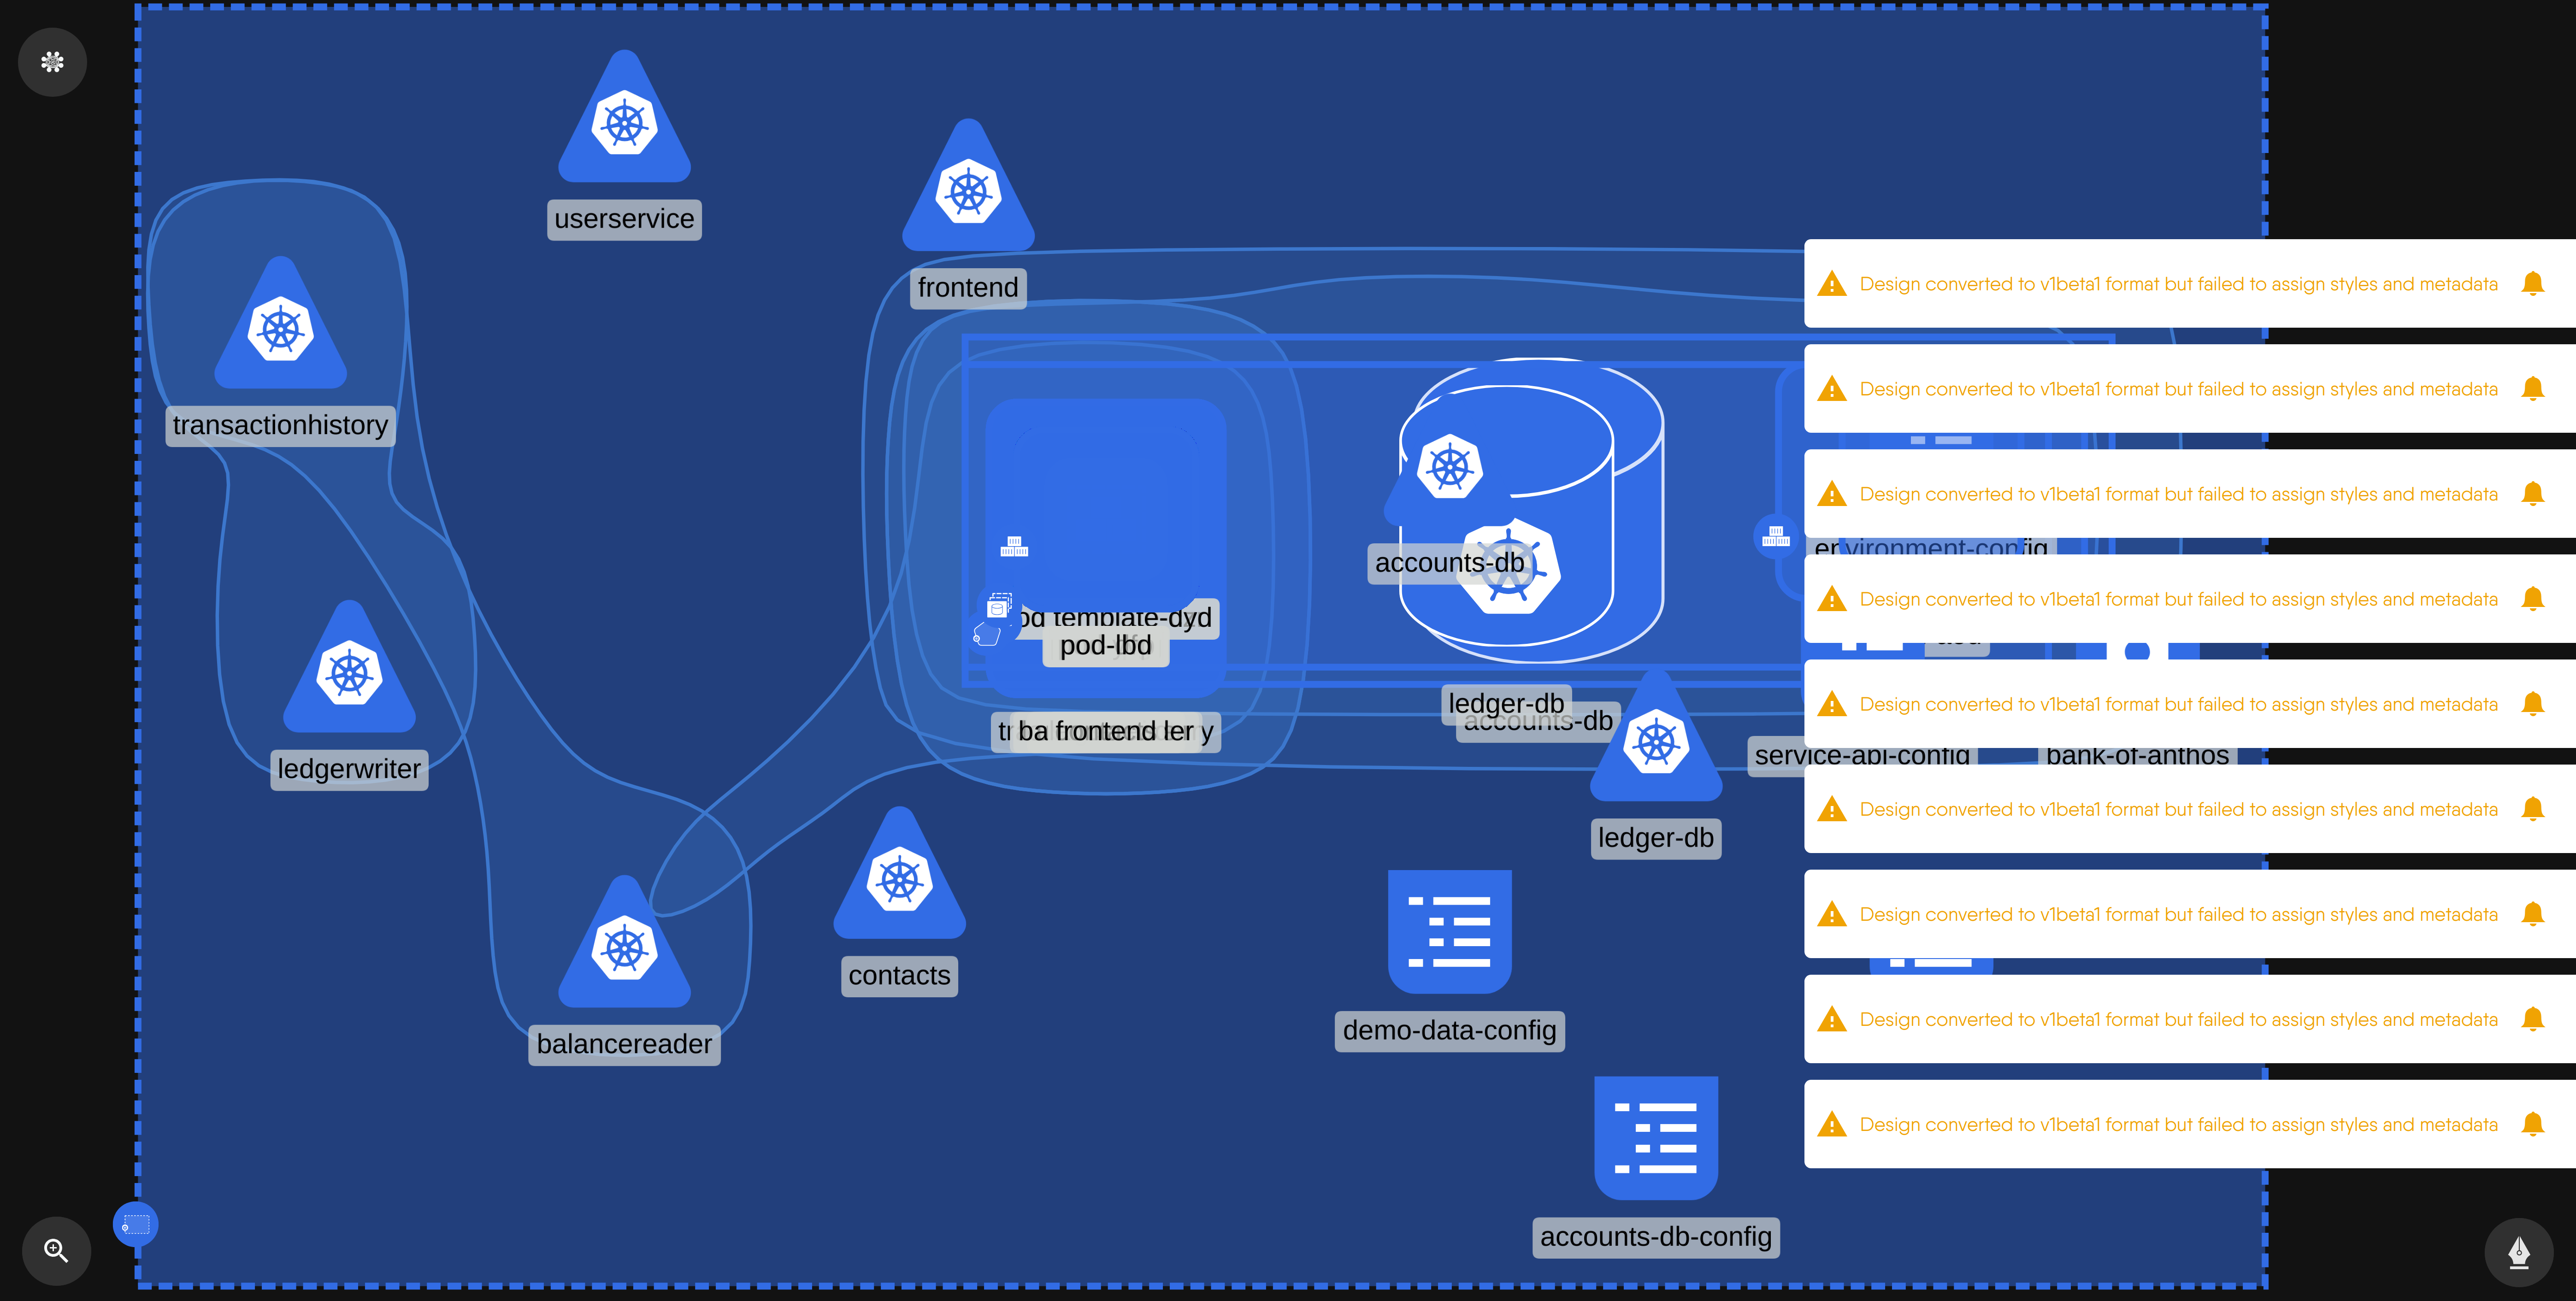 userservice
frontend
transactionhistory
Design converted to v1beta1 format but failed to assign styles and metadata
Design converted to v1beta1 format but failed to assign styles and metadata
Design converted to v1beta1 format but failed to assign styles and metadata
environment-config
accounts-db
Design converted to v1beta1 format but failed to assign styles and metadata
template-dyd
pod-lbd
ledger-db
accounts-db
Design converted to v1beta1 format but failed to assign styles and metadata
frontend
service-api-config
bank-of-anthos
ledgerwriter
Design converted to v1beta1 format but failed to assign styles and metadata
ledger-db
Design converted to v1beta1 format but failed to assign styles and metadata
contacts
Design converted to v1beta1 format but failed to assign styles and metadata
demo-data-config
balancereader
Design converted to v1beta1 format but failed to assign styles and metadata
accounts-db-config